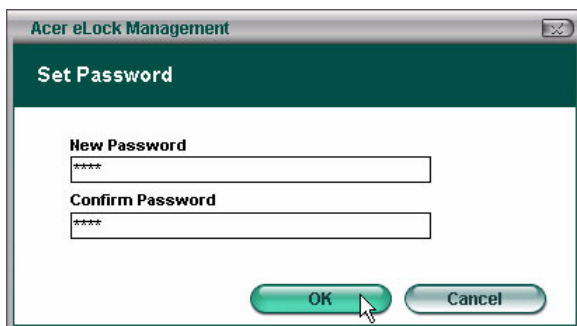 Acer eLock Management
Set Password
New Password
****
Confirm Password
****
OK Cancel